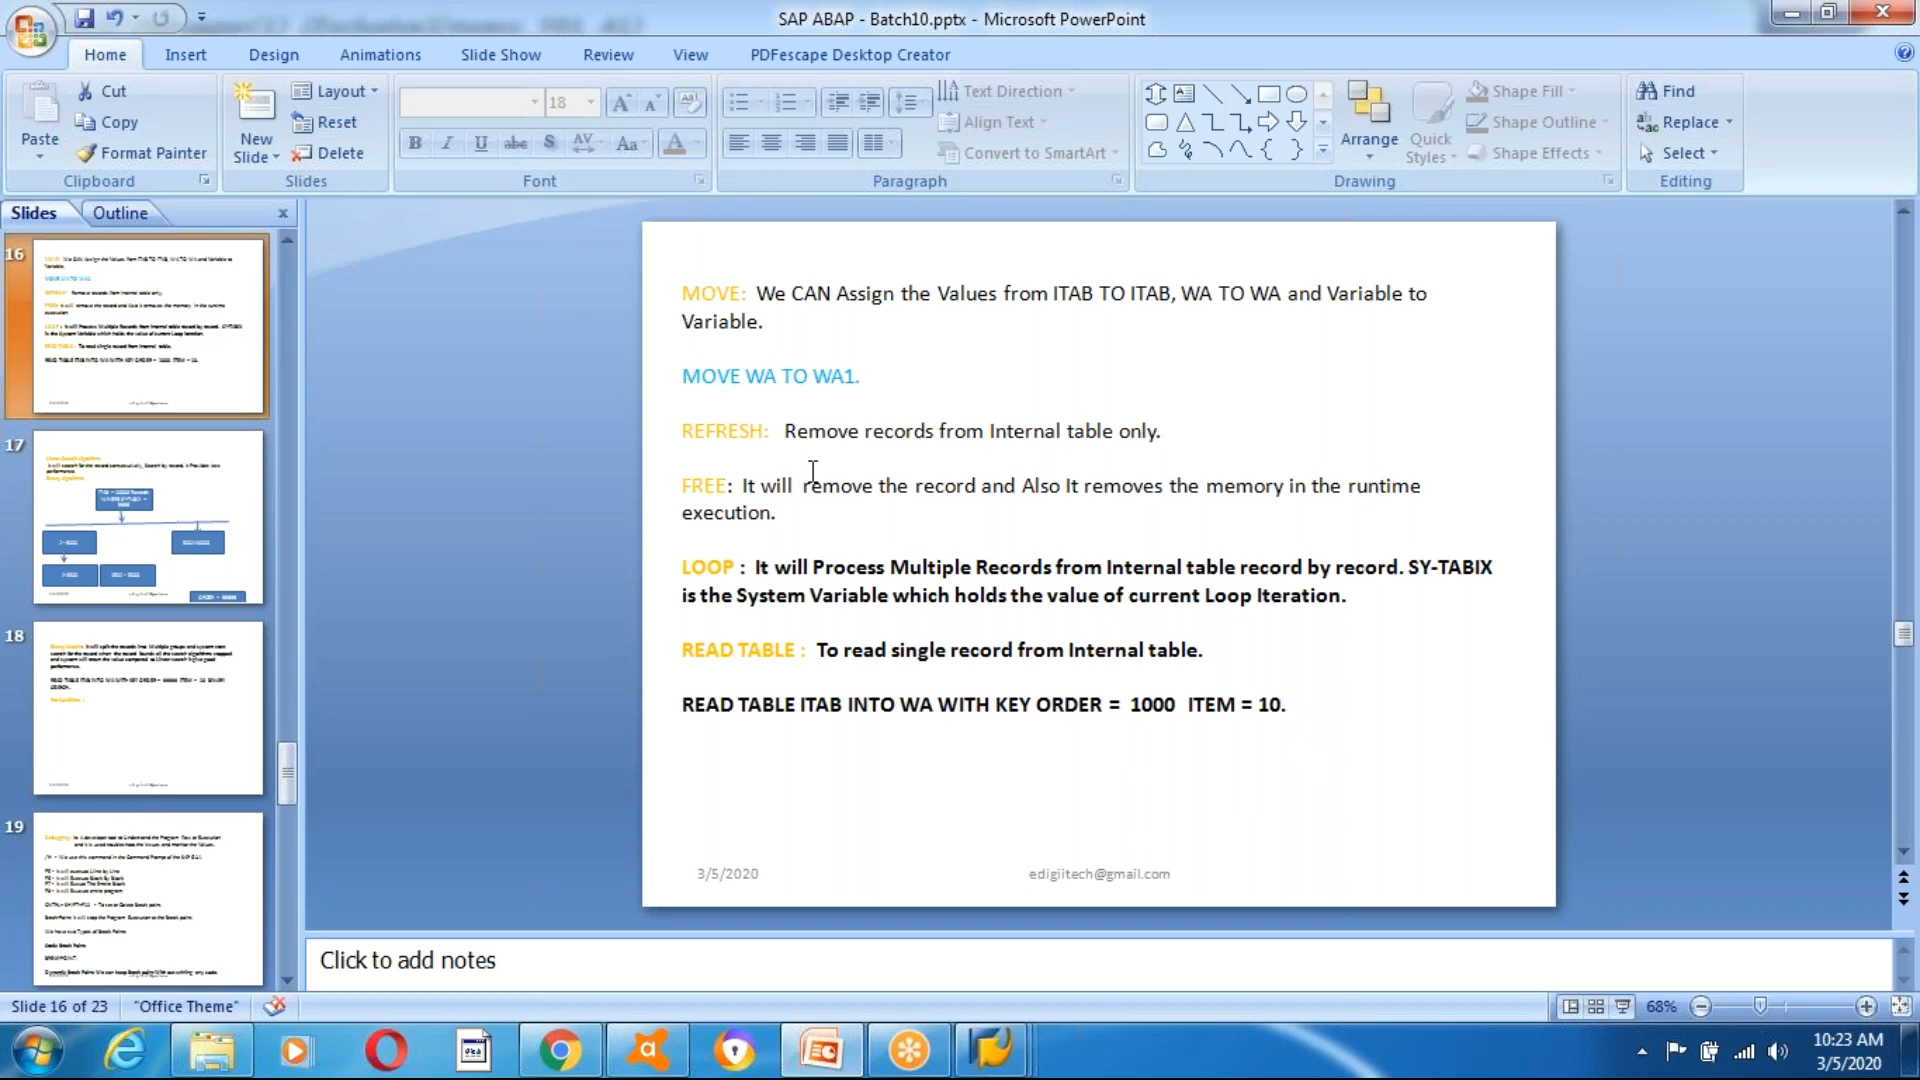 SAP ABAP - Batch10.pptx - Microsoft PowerPoint
Home Insert Design Animations Slide Show Review View PDFescape Desktop Creator
Paste Cut Copy Format Painter
Clipboard
New Slide Layout Reset Delete
Slides
18
Font
Text Direction
Align Text
Convert to SmartArt
Paragraph
Arrange Quick Styles
Shape Fill
Shape Outline
Shape Effects
Drawing
Find
Replace
Select
Editing
Slides Outline
16
17
18
19
MOVE: We CAN Assign the Values from ITAB TO ITAB, WA TO WA and Variable to
Variable.
MOVE WA TO WA1.
REFRESH: Remove records from Internal table only.
FREE: It will remove the record and Also It removes the memory in the runtime
execution.
LOOP : It will Process Multiple Records from Internal table record by record. SY-TABIX
is the System Variable which holds the value of current Loop Iteration.
READ TABLE : To read single record from Internal table.
READ TABLE ITAB INTO WA WITH KEY ORDER = 1000 ITEM = 10.
3/5/2020 edigiitech@gmail.com
Click to add notes
Slide 16 of 23 "Office Theme" 68%
10:23 AM
3/5/2020